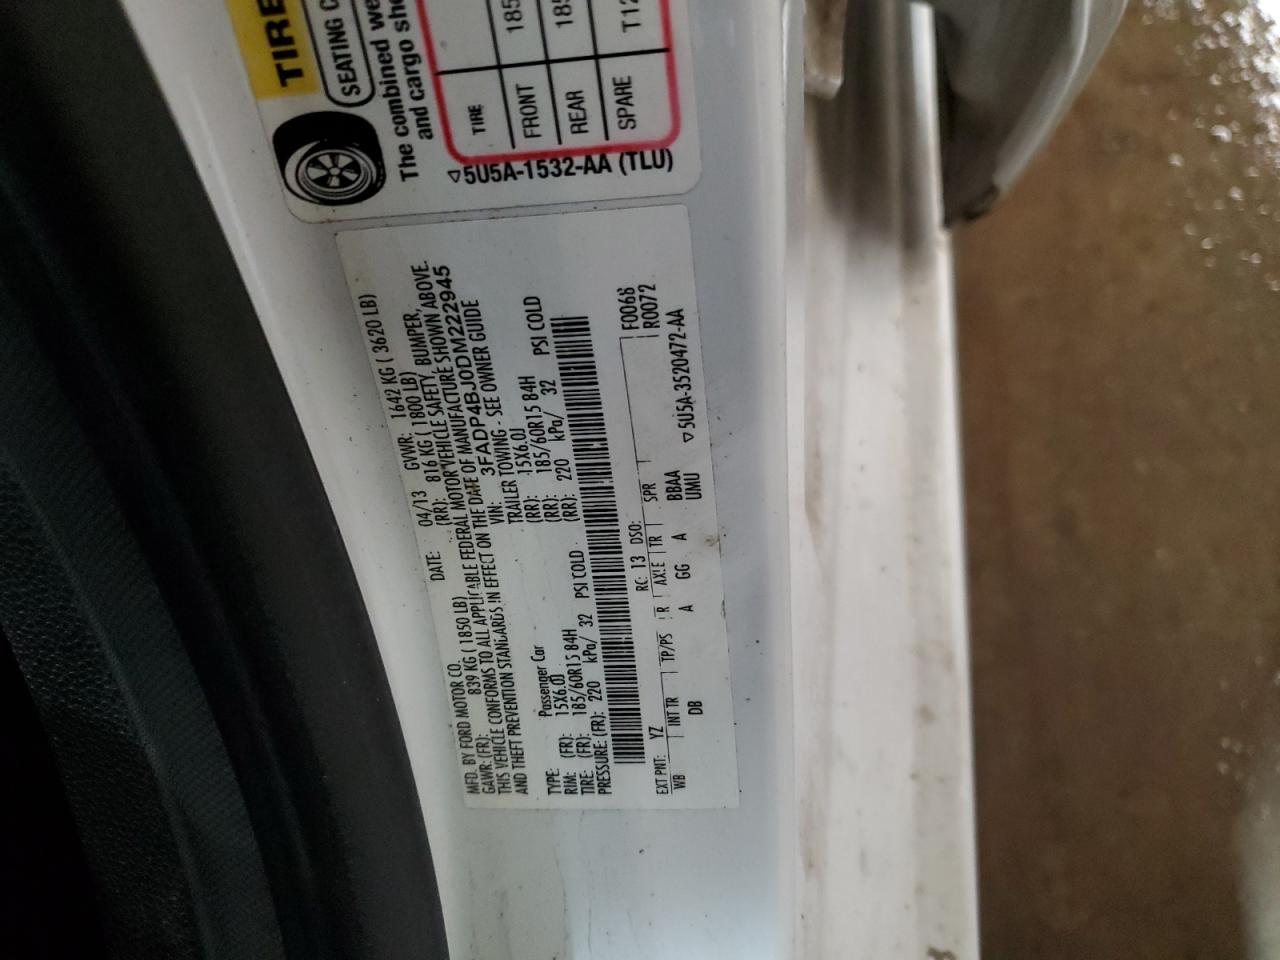 TIRE
SEATING C
The combined we
and cargo sho
TIRE
FRONT 185
REAR 185
SPARE T12
▽5U5A-1532-AA (TLU)
MFD. BY FORD MOTOR CO.
DATE: 04/13 GVWR: 1642 KG ( 3620 LB)
GAWR: (FR): 839 KG ( 1850 LB) (RR): 816 KG ( 1800 LB)
THIS VEHICLE CONFORMS TO ALL APPLICABLE FEDERAL MOTOR VEHICLE SAFETY, BUMPER,
AND THEFT PREVENTION STANDARDS IN EFFECT ON THE DATE OF MANUFACTURE SHOWN ABOVE.
VIN: 3FADP4BJ0DM222945
TYPE: Passenger Car TRAILER TOWING - SEE OWNER GUIDE
RIM: (FR): 15X6.0J (RR): 15X6.0J
TIRE: (FR): 185/60R15 84H (RR): 185/60R15 84H
PRESSURE: (FR): 220 kPa/ 32 PSI COLD (RR): 220 kPa/ 32 PSI COLD
F0068
EXT PNT: YZ RC: 13 DSO: R0072
WB INT TR TP/PS R AXLE TR SPR
DB A GG A BBAA
UMU ▽5U5A-3520472-AA